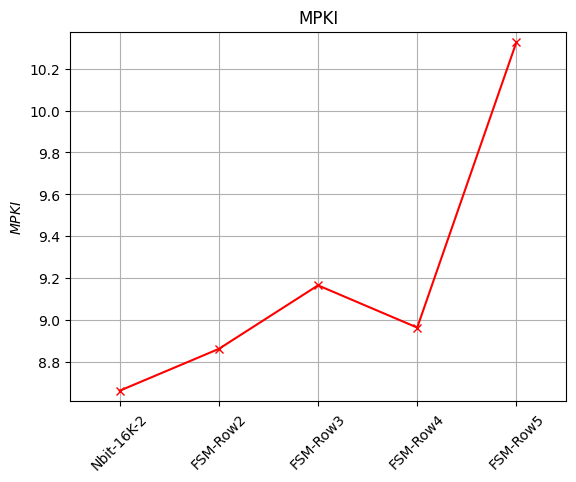 MPKI
MPKI
10.2
10.0
9.8
9.6
9.4
9.2
9.0
8.8
Nbit-16K-2
FSM-Row2
FSM-Row3
FSM-Row4
FSM-Row5